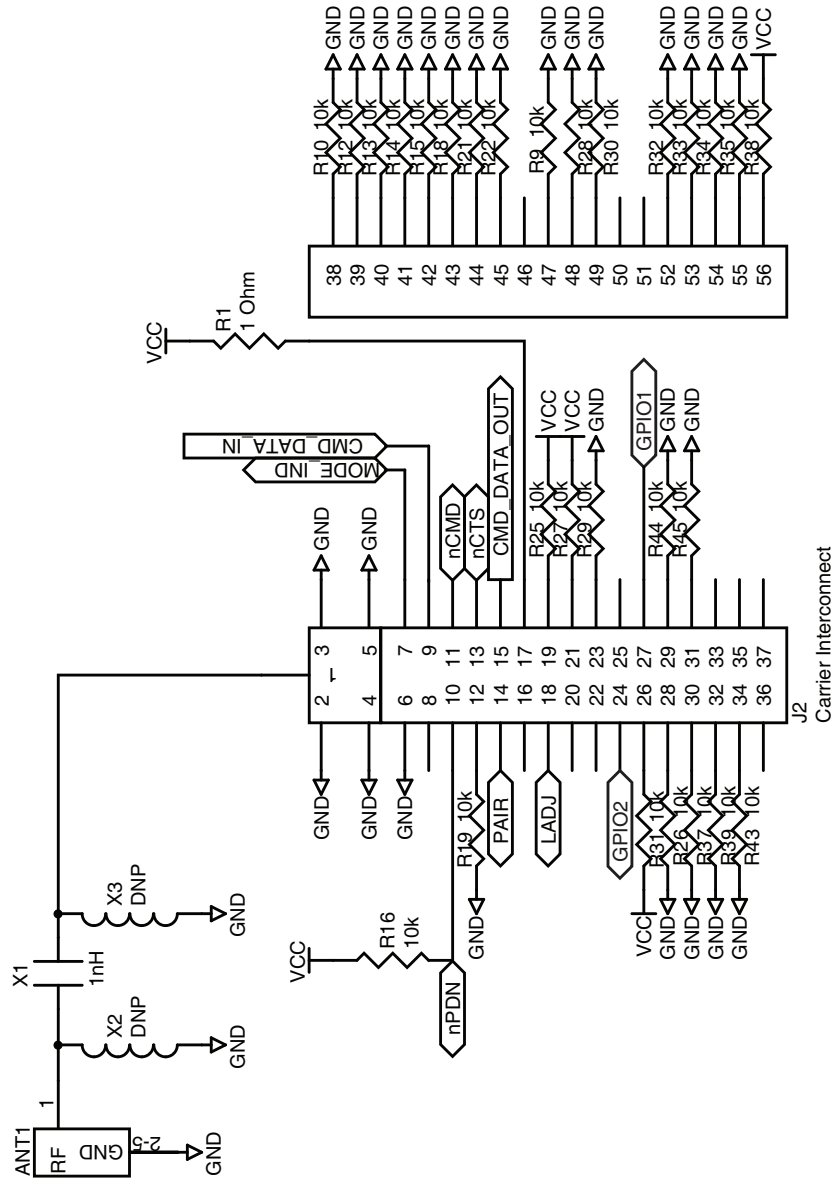 ANT1
RF
GND
1
2-5
GND
X2
DNP
GND
X1
1nH
X3
DNP
GND
nPDN
VCC
R16
10k
GND
R19 10k
PAIR
LADJ
GPIO2
VCC
GND
GND
GND
GND
R31 10k
R26 10k
R37 10k
R39 10k
R43 10k
GND
GND
GND
2
3
1
4
5
6
7
8
9
10
11
12
13
14
15
16
17
18
19
20
21
22
23
24
25
26
27
28
29
30
31
32
33
34
35
36
37
J2
Carrier Interconnect
GND
GND
MODE_IND
CMD_DATA_IN
nCMD
nCTS
CMD_DATA_OUT
VCC
R1
1 Ohm
R25 10k
VCC
R27 10k
VCC
R29 10k
GND
GPIO1
R44 10k
GND
R45 10k
GND
38
39
40
41
42
43
44
45
46
47
48
49
50
51
52
53
54
55
56
R10 10k
GND
R12 10k
GND
R13 10k
GND
R14 10k
GND
R15 10k
GND
R18 10k
GND
R21 10k
GND
R22 10k
GND
R9 10k
GND
R28 10k
GND
R30 10k
GND
R32 10k
GND
R33 10k
GND
R34 10k
GND
R35 10k
GND
R38 10k
VCC